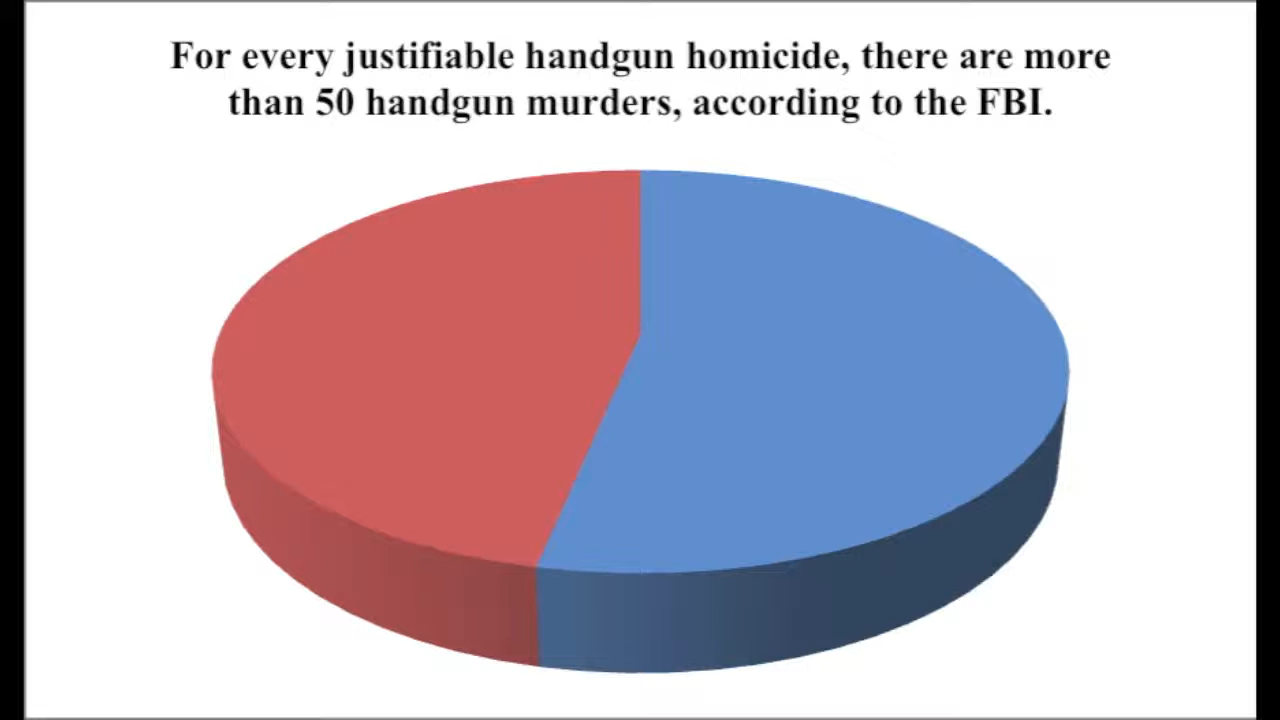 For every justifiable handgun homicide, there are more
than 50 handgun murders, according to the FBI.